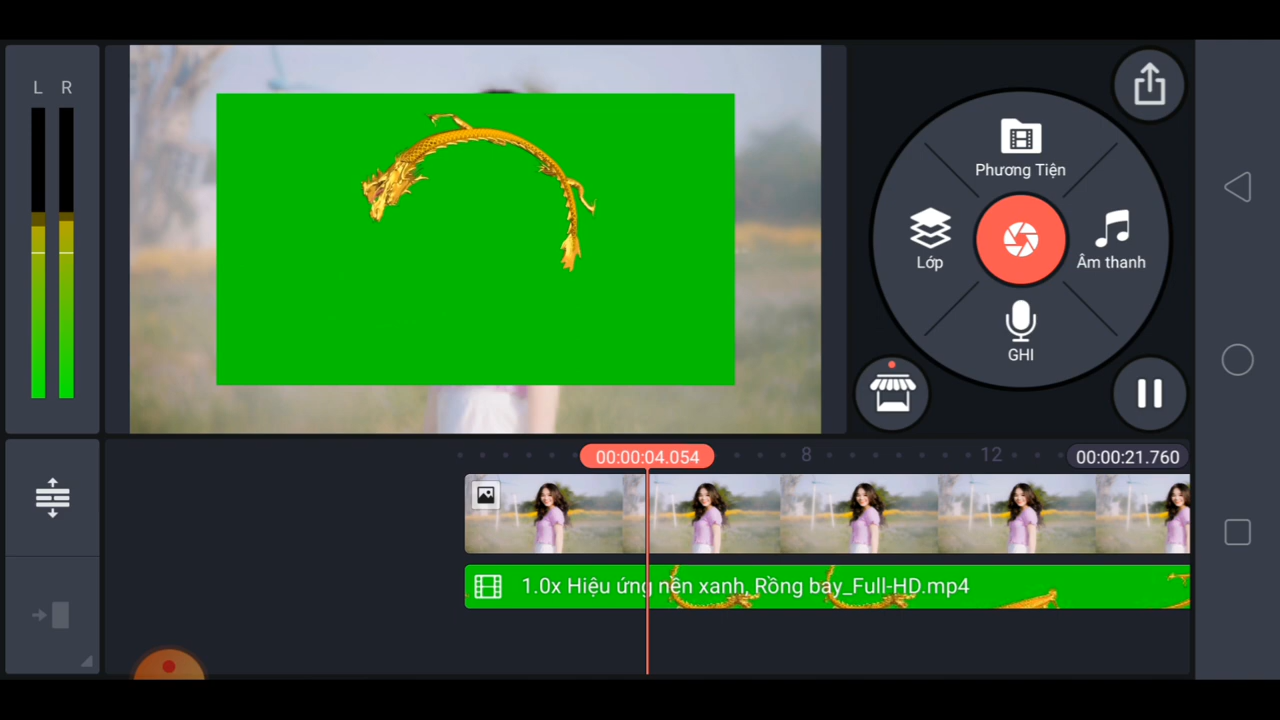 L R
Phương Tiện
Lớp
Âm thanh
GHI
00:00:04.054
8
12
00:00:21.760
1.0x Hiệu ứng nền xanh, Rồng bay_Full-HD.mp4